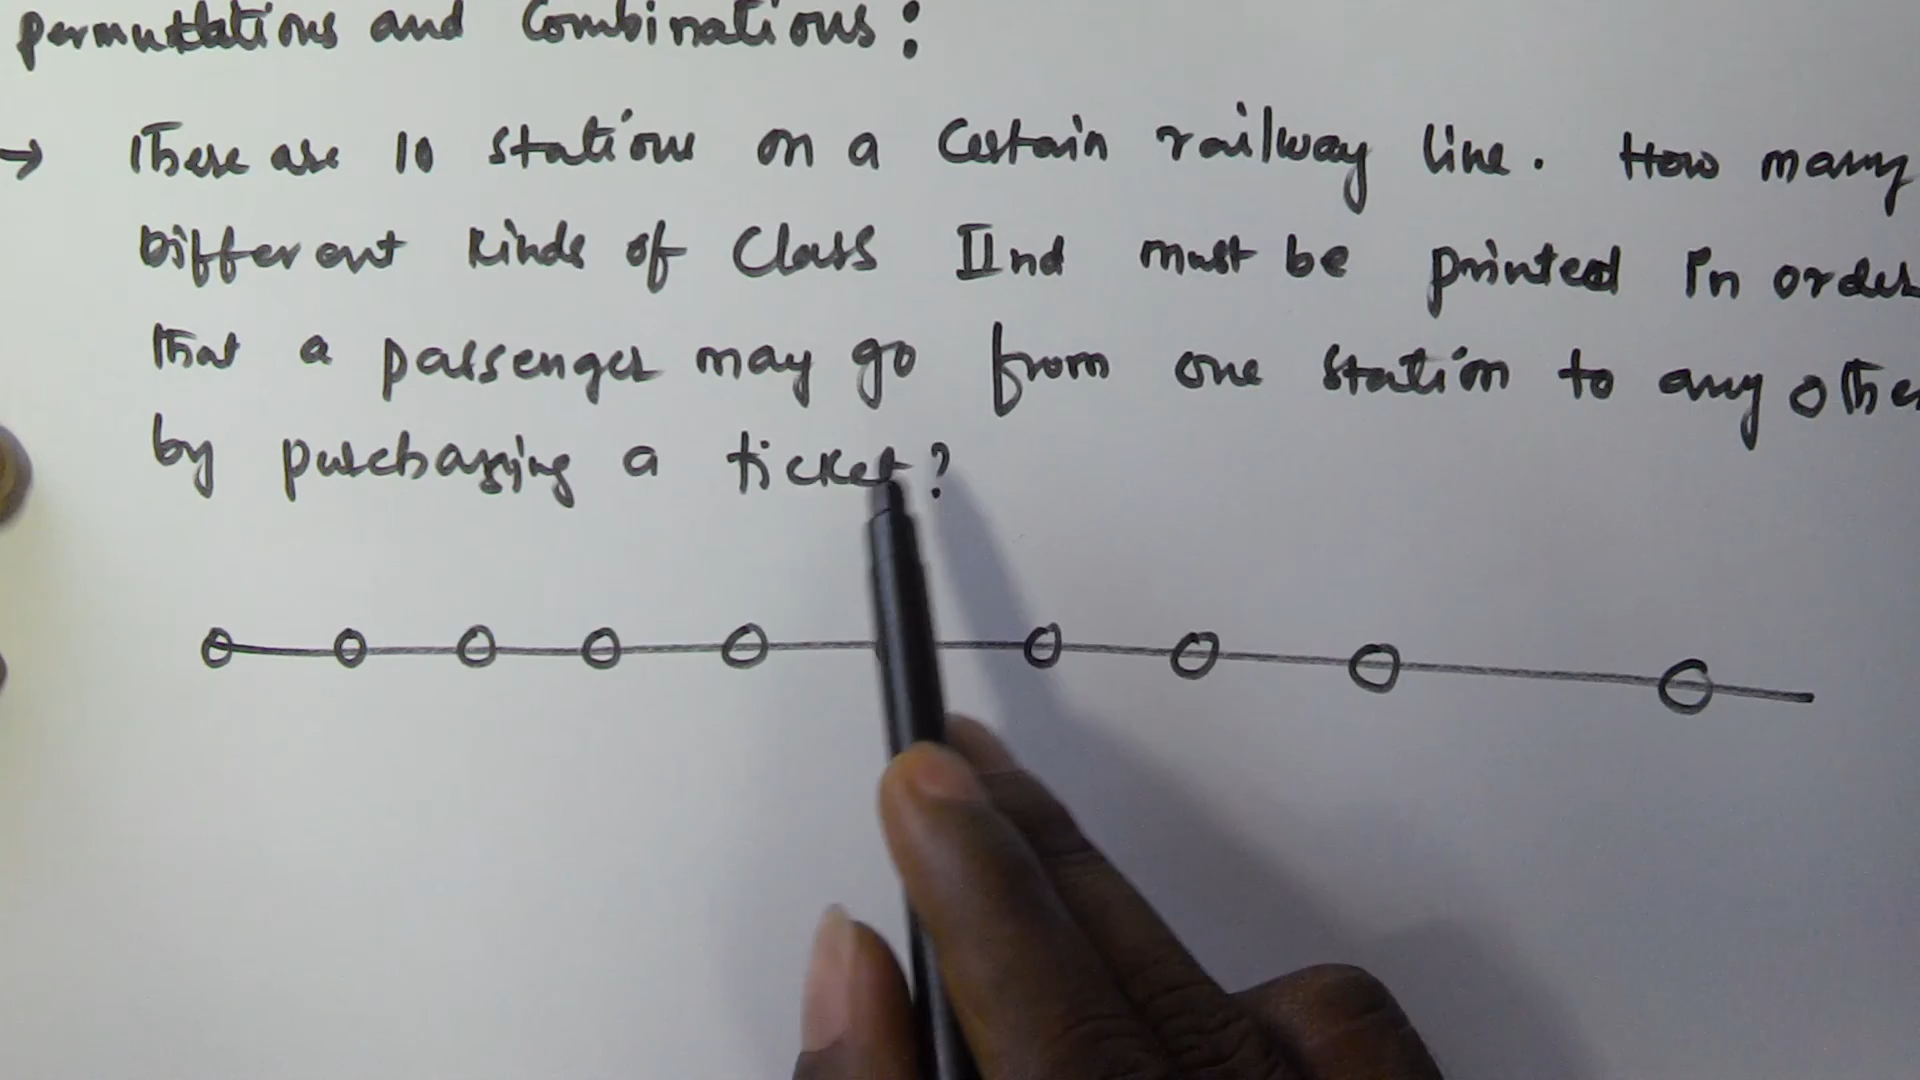 permutations and Combinations:
→ There are 10 stations on a Certain railway line. How many
Different kinds of Class IInd must be printed in order
that a passenger may go from one station to any other
by purchasing a ticket?